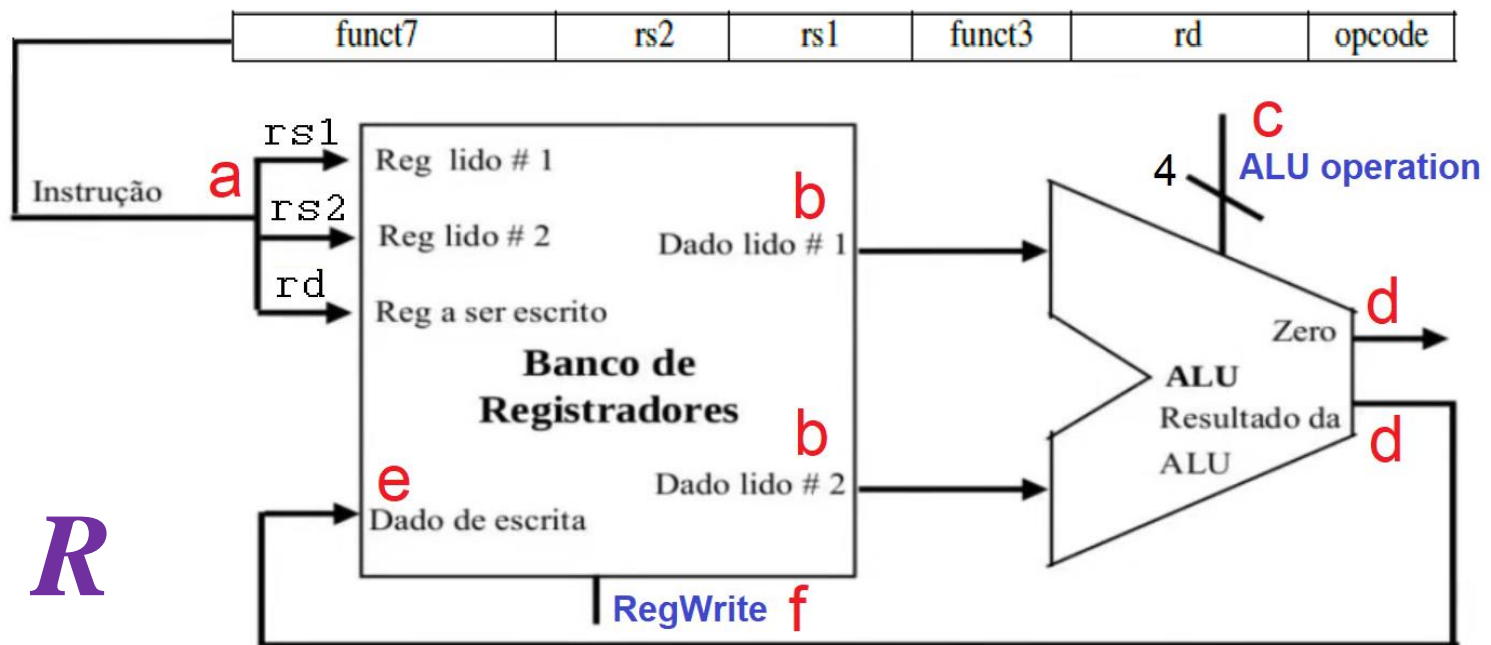 funct7 rs2 rs1 funct3 rd opcode
rs1
Reg lido # 1
c
ALU operation
4
a
Instrução
rs2
Reg lido # 2
b
Dado lido # 1
rd
Reg a ser escrito
d
Zero
Banco de
Registradores
ALU
Resultado da
ALU
b
d
e
Dado lido # 2
Dado de escrita
R
RegWrite f